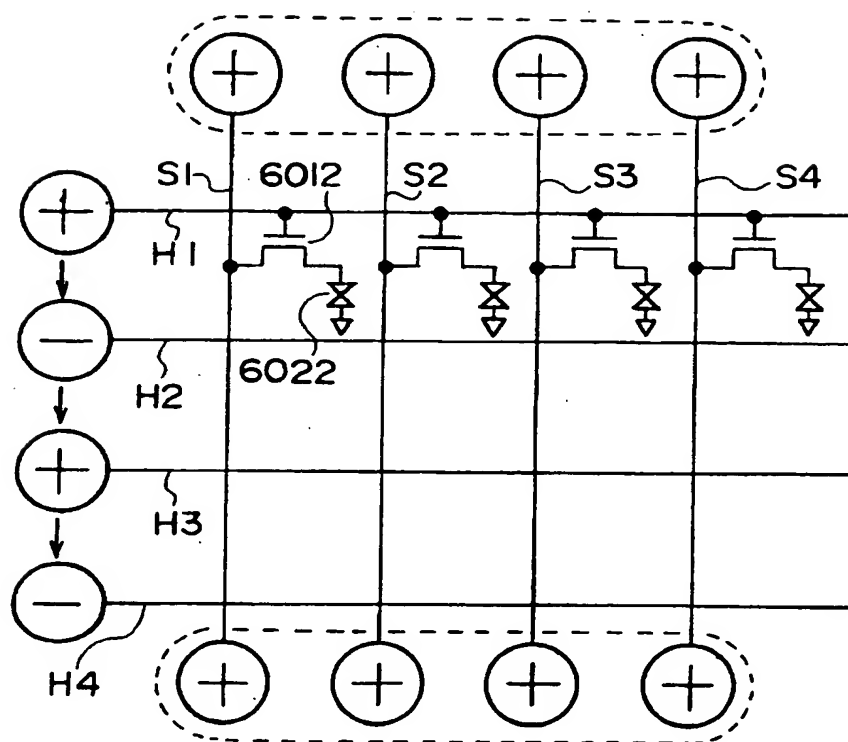 + + + +
S1 6012 S2 S3 S4
+
H1
−
6022
H2
+
H3
−
H4
+ + + +